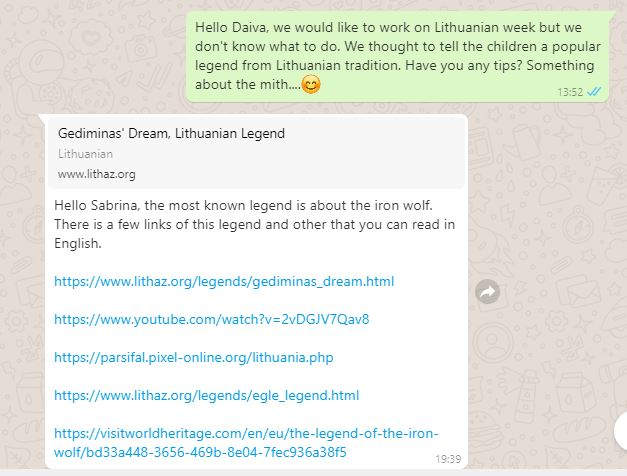 Hello Daiva, we would like to work on Lithuanian week but we
don't know what to do. We thought to tell the children a popular
legend from Lithuanian tradition. Have you any tips? Something
about the mith....😊
13:52
Gediminas' Dream, Lithuanian Legend
Lithuanian
www.lithaz.org
Hello Sabrina, the most known legend is about the iron wolf.
There is a few links of this legend and other that you can read in
English.
https://www.lithaz.org/legends/gediminas_dream.html
https://www.youtube.com/watch?v=2vDGJV7Qav8
https://parsifal.pixel-online.org/lithuania.php
https://www.lithaz.org/legends/egle_legend.html
https://visitworldheritage.com/en/eu/the-legend-of-the-iron-
wolf/bd33a448-3656-469b-8e04-7fec936a38f5
19:39